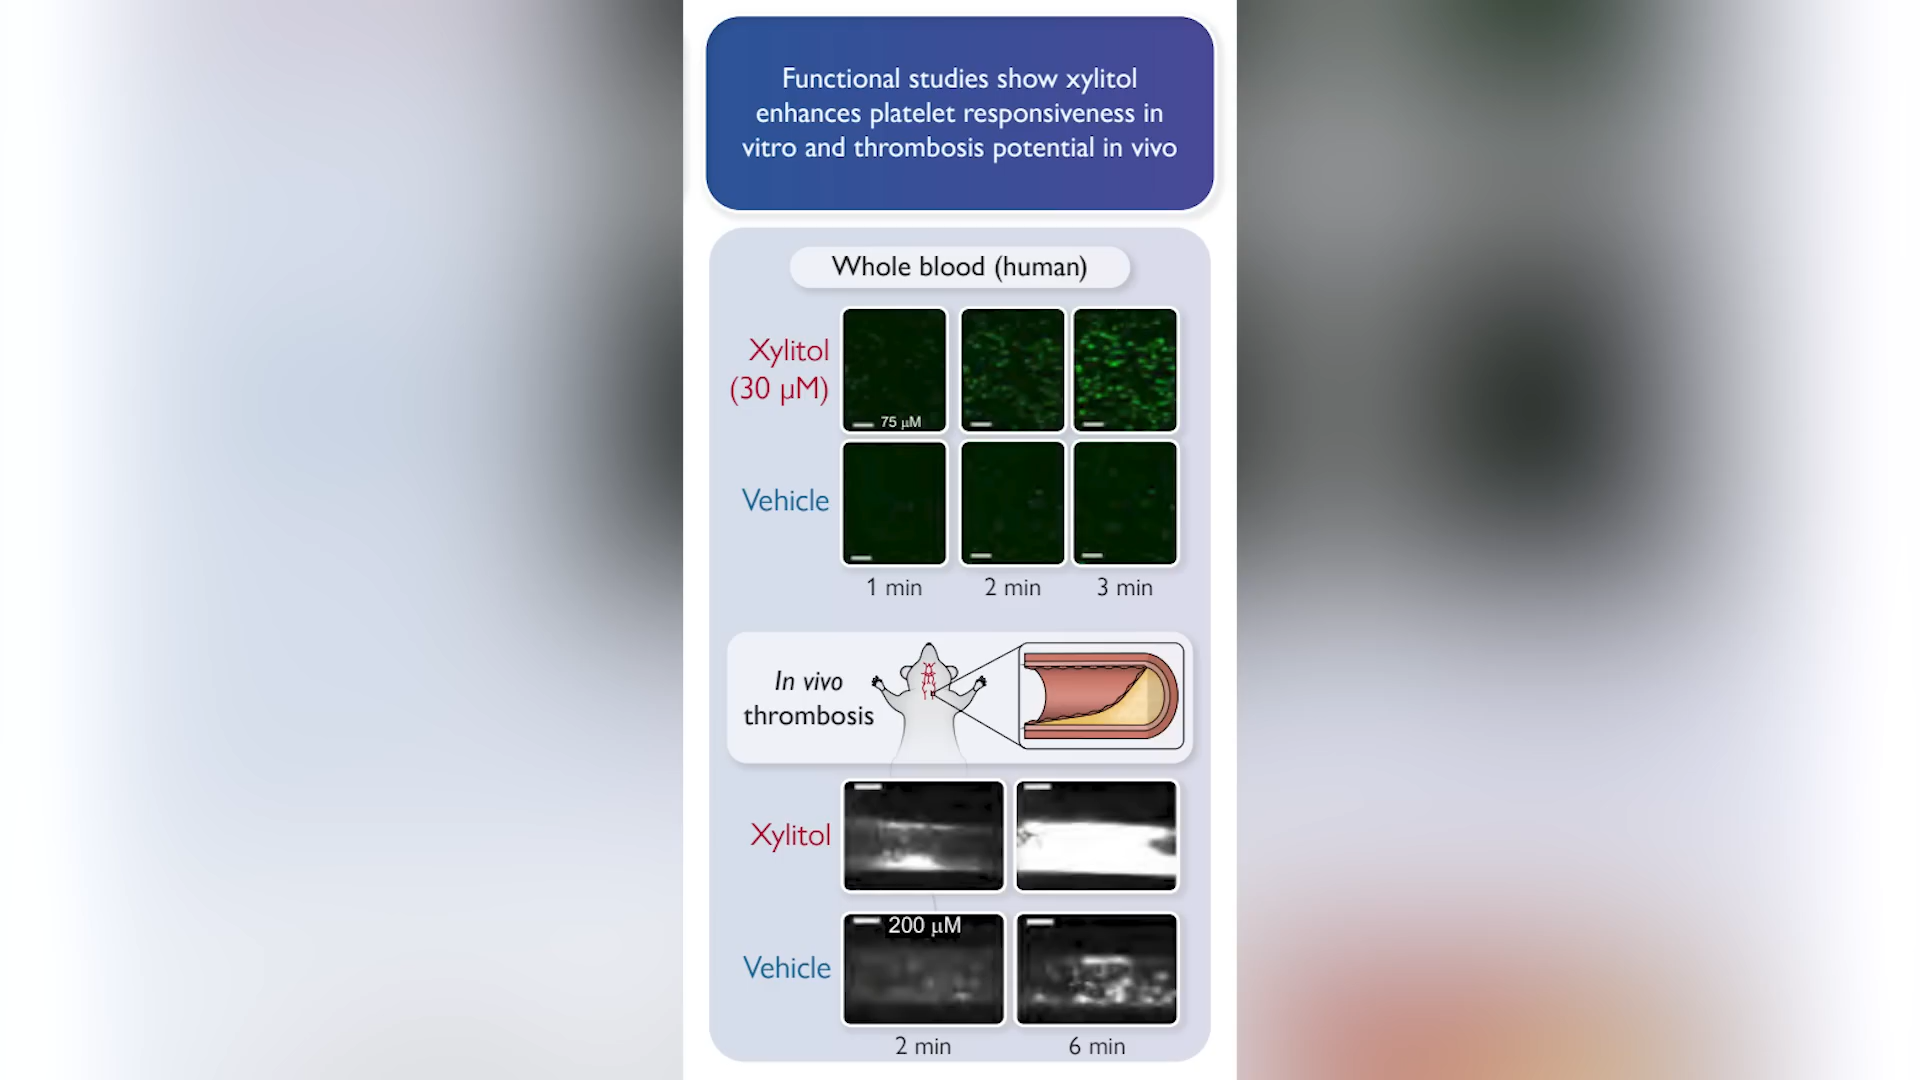 Functional studies show xylitol
enhances platelet responsiveness in
vitro and thrombosis potential in vivo
Whole blood (human)
Xylitol
(30 µM)
75 µM
Vehicle
1 min
2 min
3 min
In vivo
thrombosis
Xylitol
200 µM
Vehicle
2 min
6 min